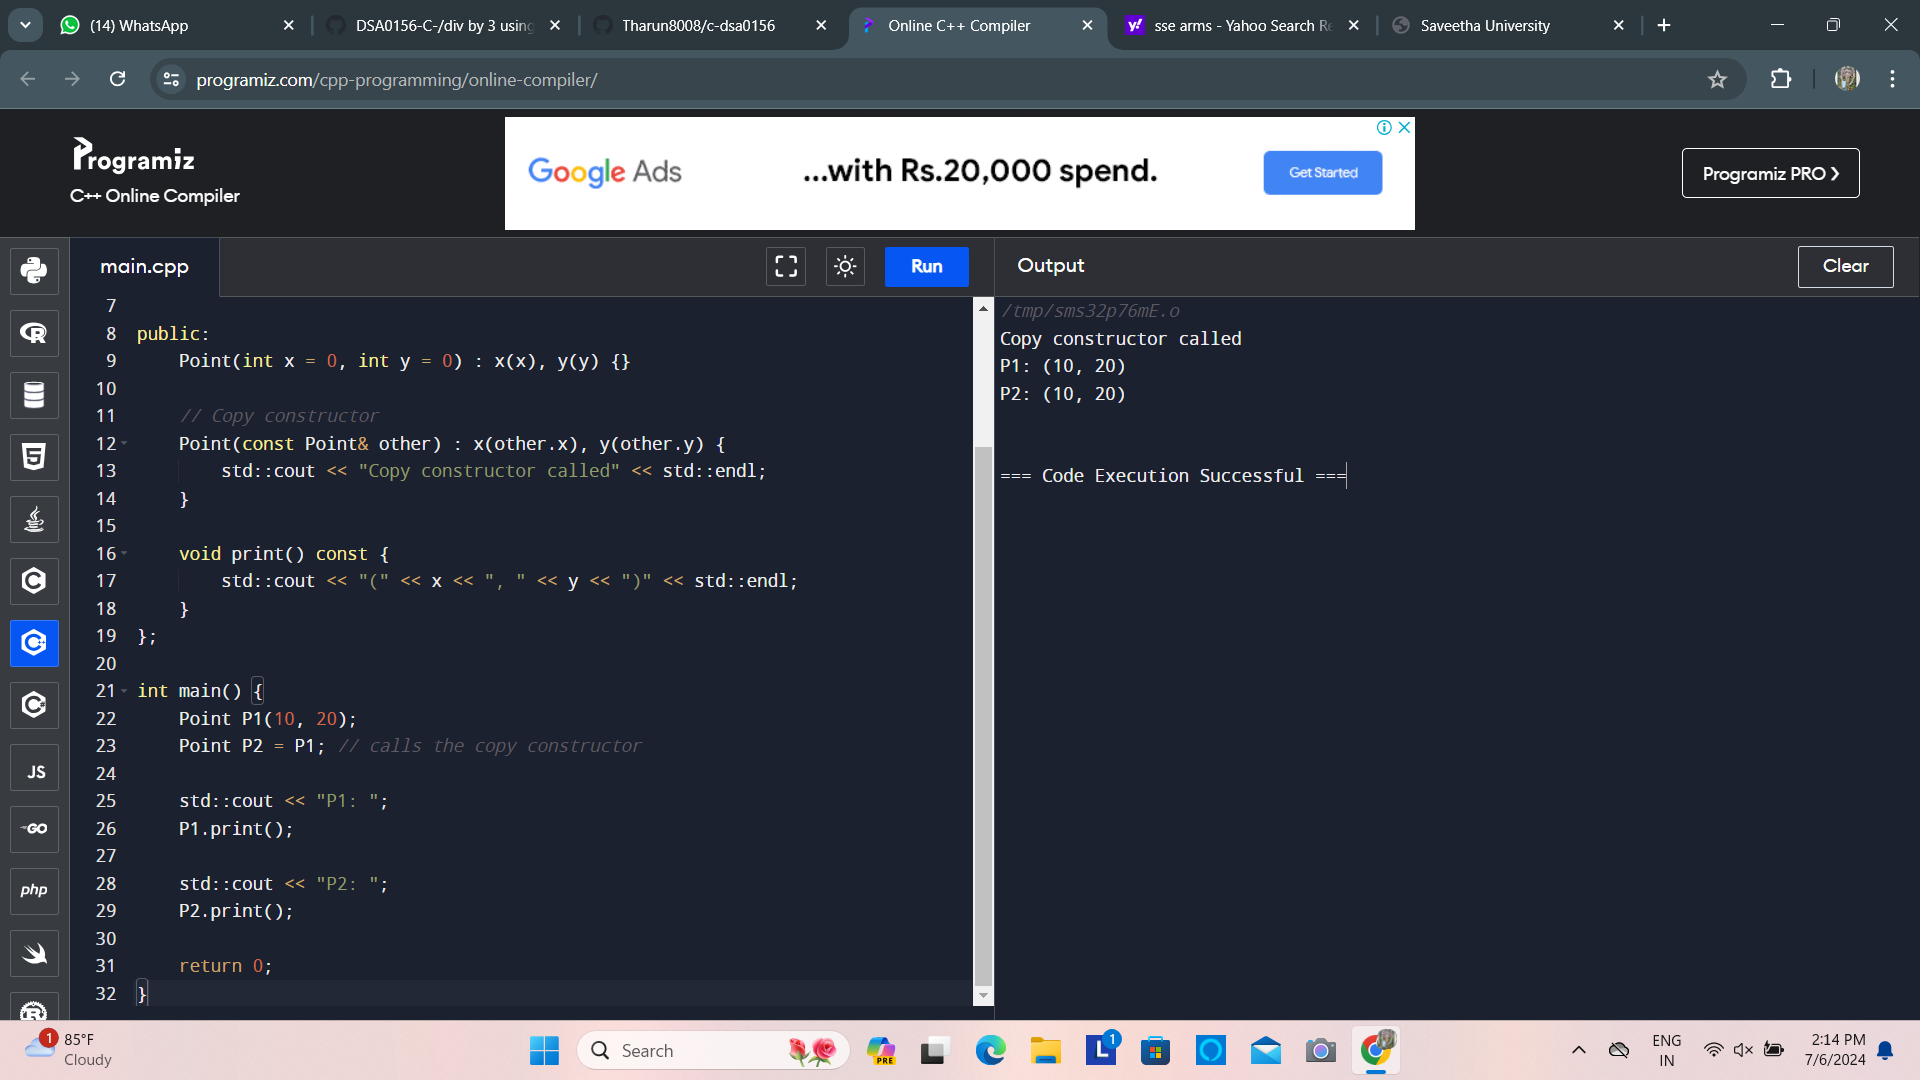 (14) WhatsApp
DSA0156-C-/div by 3 using
Tharun8008/c-dsa0156
Online C++ Compiler
sse arms - Yahoo Search Re
Saveetha University
programiz.com/cpp-programming/online-compiler/
Programiz
C++ Online Compiler
Google Ads
...with Rs.20,000 spend.
Get Started
Programiz PRO
main.cpp
Run
Output
Clear
7
8 public:
9 Point(int x = 0, int y = 0) : x(x), y(y) {}
10
11 // Copy constructor
12 Point(const Point& other) : x(other.x), y(other.y) {
13 std::cout << "Copy constructor called" << std::endl;
14 }
15
16 void print() const {
17 std::cout << "(" << x << ", " << y << ")" << std::endl;
18 }
19 };
20
21 int main() {
22 Point P1(10, 20);
23 Point P2 = P1; // calls the copy constructor
24
25 std::cout << "P1: ";
26 P1.print();
27
28 std::cout << "P2: ";
29 P2.print();
30
31 return 0;
32 }
/tmp/sms32p76mE.o
Copy constructor called
P1: (10, 20)
P2: (10, 20)
=== Code Execution Successful ===
JS
GO
php
1
85°F
Cloudy
Search
PRE
L
1
ENG
IN
2:14 PM
7/6/2024